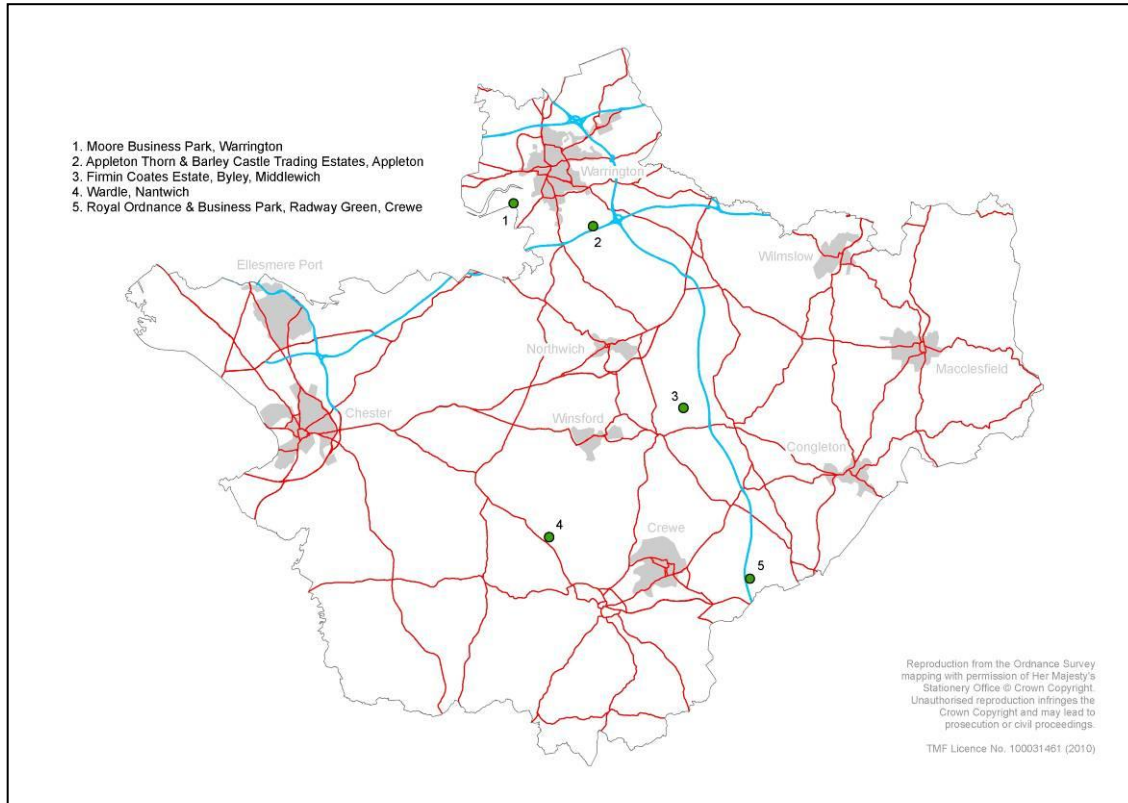 1. Moore Business Park, Warrington
2. Appleton Thorn & Barley Castle Trading Estates, Appleton
3. Firmin Coates Estate, Byley, Middlewich
4. Wardle, Nantwich
5. Royal Ordnance & Business Park, Radway Green, Crewe
Warrington
1
2
Wilmslow
Ellesmere Port
Northwich
Macclesfield
3
Chester
Winsford
Congleton
4
Crewe
5
Reproduction from the Ordnance Survey
mapping with permission of Her Majesty's
Stationery Office © Crown Copyright.
Unauthorised reproduction infringes the
Crown Copyright and may lead to
prosecution or civil proceedings.
TMF Licence No. 100031461 (2010)